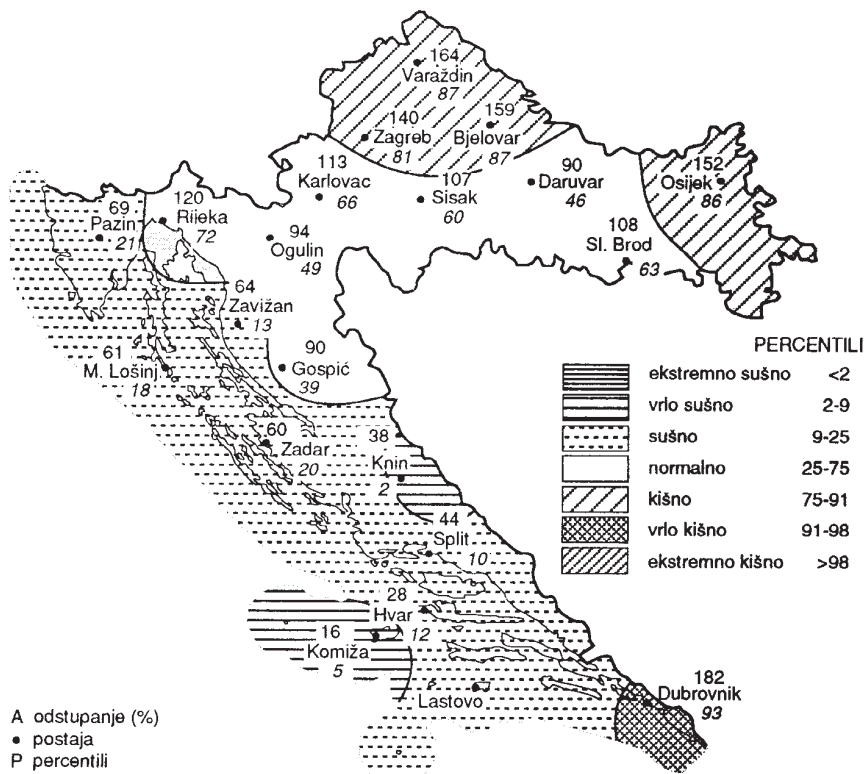 164
Varaždin
87
140
Zagreb
81
159
Bjelovar
87
113
Karlovac
66
107
Sisak
60
90
Daruvar
46
152
Osijek
86
108
Sl. Brod
63
69
Pazin
21
120
Rijeka
72
94
Ogulin
49
64
Zavižan
13
61
M. Lošinj
18
90
Gospić
39
60
Zadar
20
38
Knin
2
44
Split
10
28
Hvar
12
16
Komiža
5
Lastovo
182
Dubrovnik
93
PERCENTILI
ekstremno sušno <2
vrlo sušno 2-9
sušno 9-25
normalno 25-75
kišno 75-91
vrlo kišno 91-98
ekstremno kišno >98
A odstupanje (%)
• postaja
P percentili